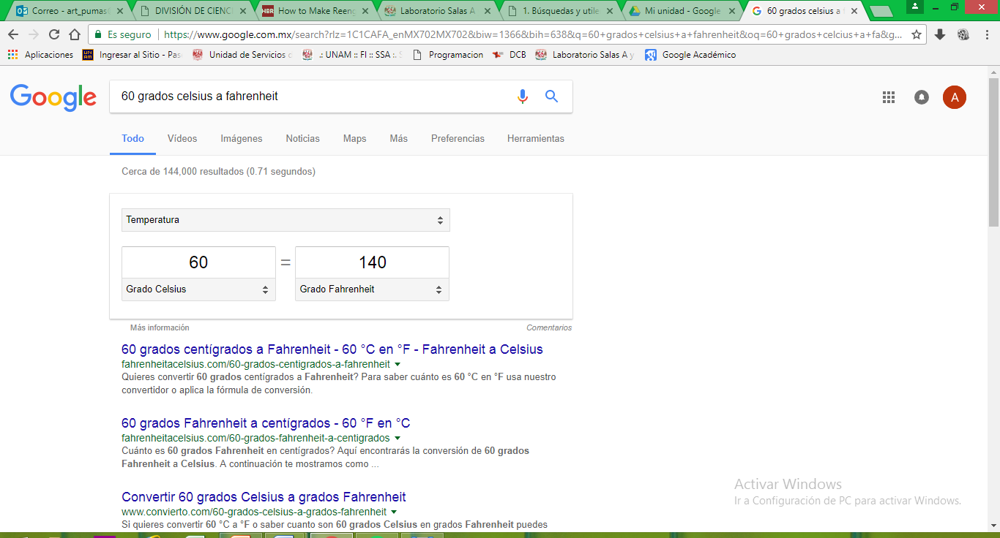 Correo - art_pumas
DIVISIÓN DE CIENCI
HBR
How to Make Reeng
Laboratorio Salas A
1. Búsquedas y utile
Mi unidad - Google
60 grados celsius a
Es seguro
https://www.google.com.mx/search?rlz=1C1CAFA_enMX702MX702&biw=1366&bih=638&q=60+grados+celsius+a+fahrenheit&oq=60+grados+celcius+a+fa&g...
Aplicaciones
Ingresar al Sitio - Pas
Unidad de Servicios
.: UNAM :: FI :: SSA :.
Programacion
DCB
Laboratorio Salas A y
Google Académico
Google
60 grados celsius a fahrenheit
A
Todo
Vídeos
Imágenes
Noticias
Maps
Más
Preferencias
Herramientas
Cerca de 144,000 resultados (0.71 segundos)
Temperatura
60 = 140
Grado Celsius
Grado Fahrenheit
Más información
Comentarios
60 grados centígrados a Fahrenheit - 60 °C en °F - Fahrenheit a Celsius
fahrenheitacelsius.com/60-grados-centigrados-a-fahrenheit
Quieres convertir 60 grados centígrados a Fahrenheit? Para saber cuánto es 60 °C en °F usa nuestro
convertidor o aplica la fórmula de conversión.
60 grados Fahrenheit a centígrados - 60 °F en °C
fahrenheitacelsius.com/60-grados-fahrenheit-a-centigrados
Cuánto es 60 grados Fahrenheit en centígrados? Aquí encontrarás la conversión de 60 grados
Fahrenheit a Celsius. A continuación te mostramos como ...
Convertir 60 grados Celsius a grados Fahrenheit
www.convierto.com/60-grados-celsius-a-grados-fahrenheit
Si quieres convertir 60 °C a °F o saber cuanto son 60 grados Celsius en grados Fahrenheit puedes
Activar Windows
Ir a Configuración de PC para activar Windows.